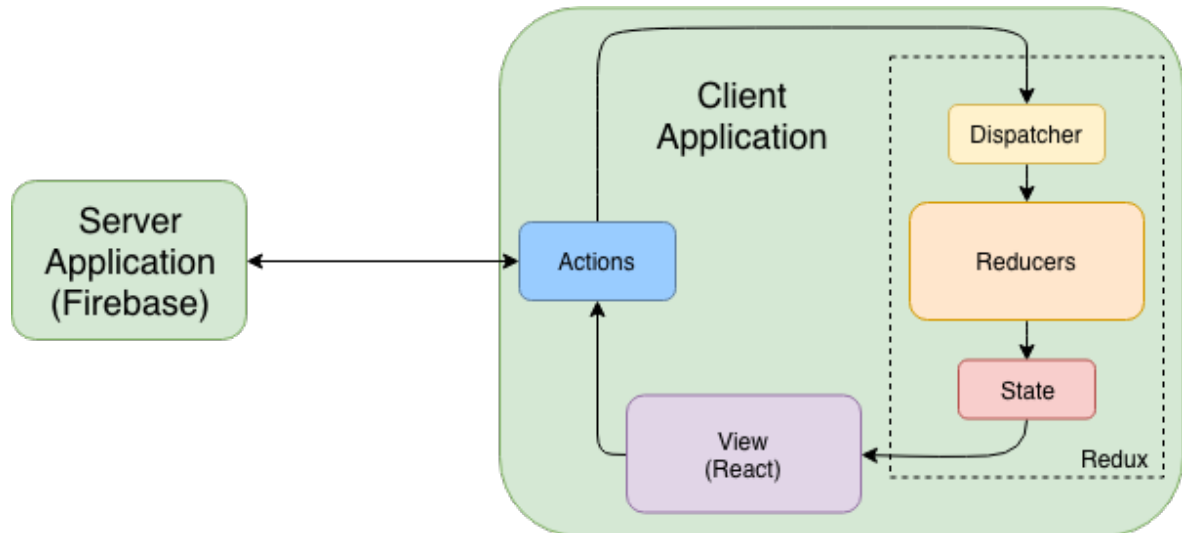 Client
Application
Dispatcher
Server
Application
(Firebase)
Actions
Reducers
State
View
(React)
Redux